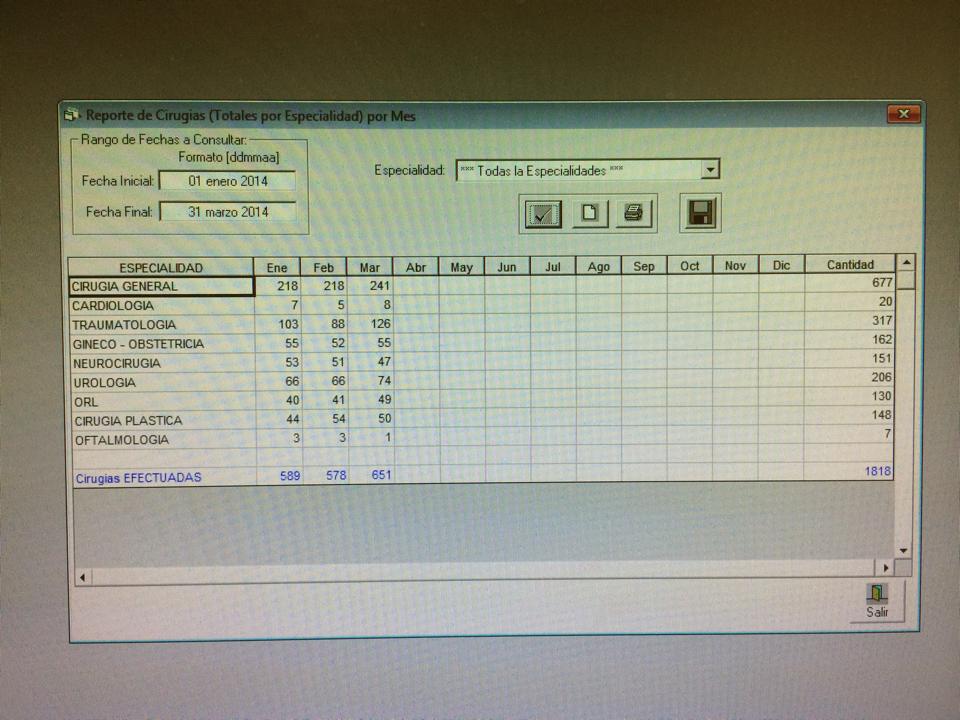 Reporte de Cirugias (Totales por Especialidad) por Mes
Rango de Fechas a Consultar:
Formato [ddmmaa]
Fecha Inicial: 01 enero 2014
Fecha Final: 31 marzo 2014
Especialidad: *** Todas la Especialidades ***
ESPECIALIDAD Ene Feb Mar Abr May Jun Jul Ago Sep Oct Nov Dic Cantidad
CIRUGIA GENERAL 218 218 241 677
CARDIOLOGIA 7 5 8 20
TRAUMATOLOGIA 103 88 126 317
GINECO - OBSTETRICIA 55 52 55 162
NEUROCIRUGIA 53 51 47 151
UROLOGIA 66 66 74 206
ORL 40 41 49 130
CIRUGIA PLASTICA 44 54 50 148
OFTALMOLOGIA 3 3 1 7
Cirugias EFECTUADAS 589 578 651 1818
Salir